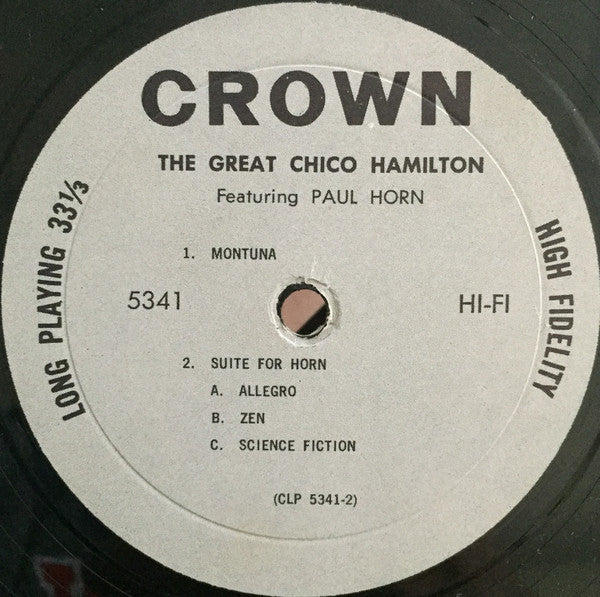 CROWN
THE GREAT CHICO HAMILTON
Featuring PAUL HORN
LONG PLAYING 33⅓
HIGH FIDELITY
1. MONTUNA
5341
HI-FI
2. SUITE FOR HORN
A. ALLEGRO
B. ZEN
C. SCIENCE FICTION
(CLP 5341-2)